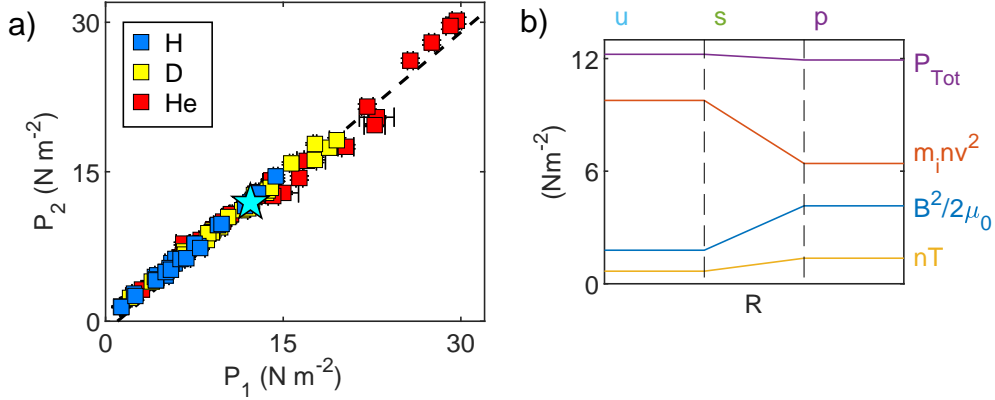 a)
30
15
0
P₂ (N m⁻²)
H
D
He
0
15
30
P₁ (N m⁻²)
b)
u s p
12
6
0
(Nm⁻²)
P_Tot
mᵢnv²
B²/2μ₀
nT
R